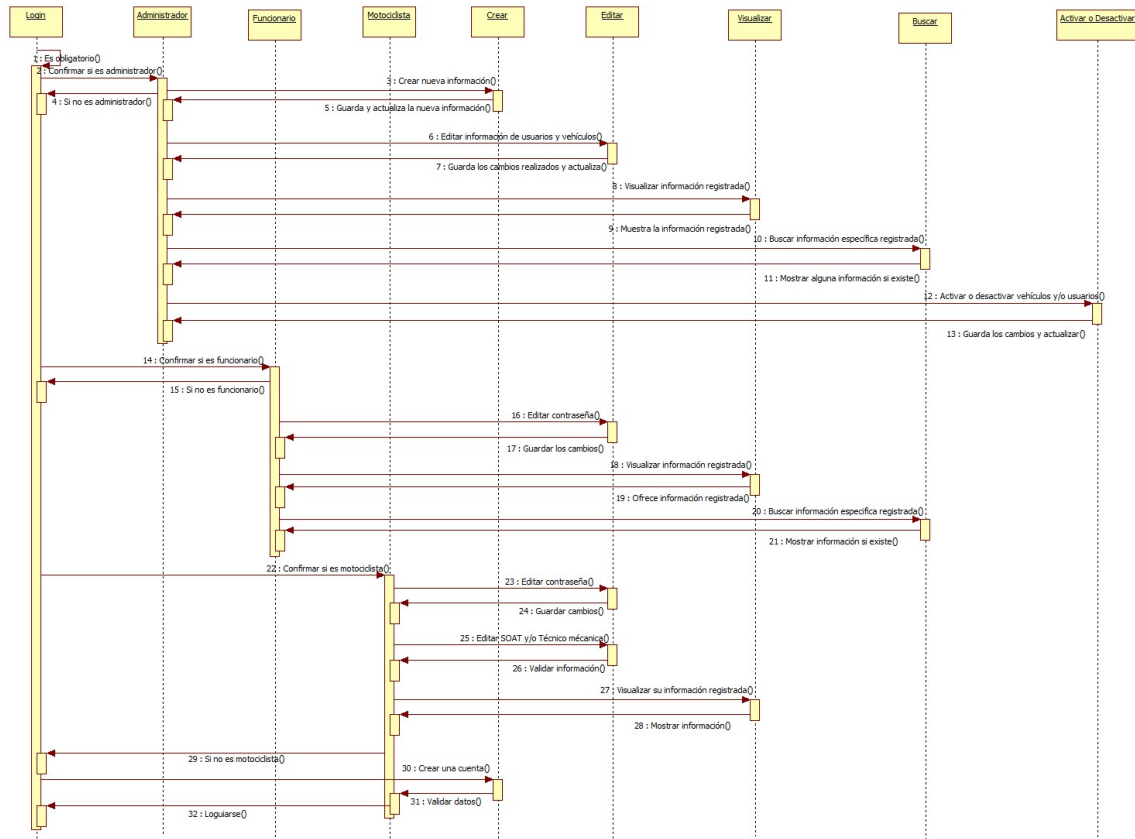 Login
Administrador
Funcionario
Motociclista
Crear
Editar
Visualizar
Buscar
Activar o Desactivar
1 : Es obligatorio()
2 : Confirmar si es administrador()
3 : Crear nueva información()
4 : Si no es administrador()
5 : Guarda y actualiza la nueva información()
6 : Editar información de usuarios y vehículos()
7 : Guarda los cambios realizados y actualiza()
8 : Visualizar información registrada()
9 : Muestra la información registrada()
10 : Buscar información específica registrada()
11 : Mostrar alguna información si existe()
12 : Activar o desactivar vehículos y/o usuarios()
13 : Guarda los cambios y actualizar()
14 : Confirmar si es funcionario()
15 : Si no es funcionario()
16 : Editar contraseña()
17 : Guardar los cambios()
18 : Visualizar información registrada()
19 : Ofrece información registrada()
20 : Buscar información especifica registrada()
21 : Mostrar información si existe()
22 : Confirmar si es motociclista()
23 : Editar contraseña()
24 : Guardar cambios()
25 : Editar SOAT y/o Técnico mécanica()
26 : Validar información()
27 : Visualizar su información registrada()
28 : Mostrar información()
29 : Si no es motociclista()
30 : Crear una cuenta()
31 : Validar datos()
32 : Loguiarse()